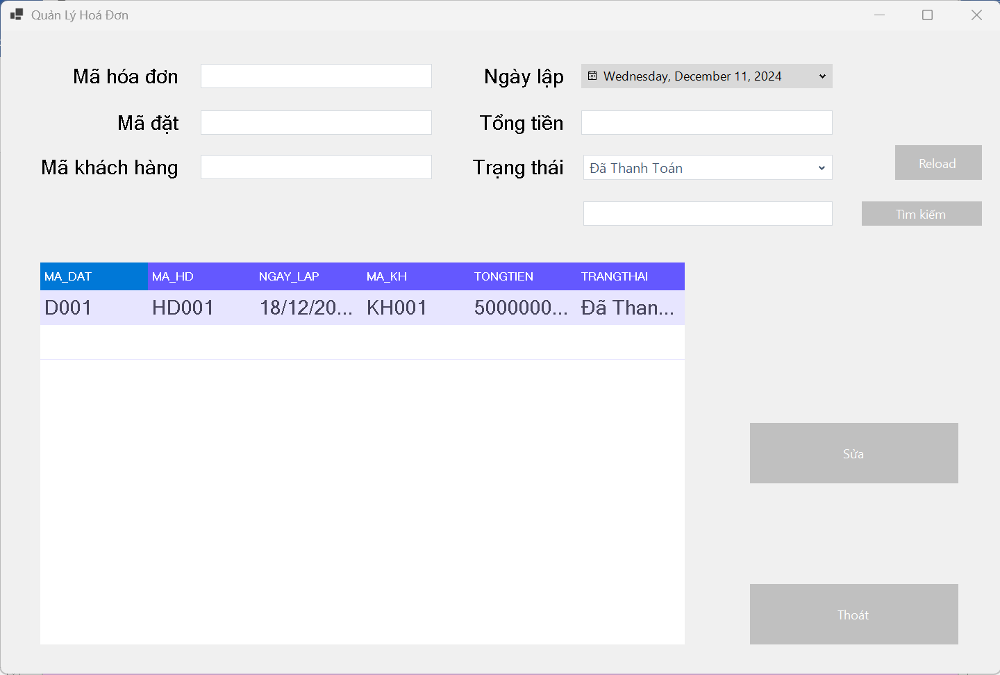 Quản Lý Hoá Đơn
Mã hóa đơn
Ngày lập
Wednesday, December 11, 2024
Mã đặt
Tổng tiền
Mã khách hàng
Trạng thái
Đã Thanh Toán
Reload
Tìm kiếm
MA_DAT MA_HD NGAY_LAP MA_KH TONGTIEN TRANGTHAI
D001 HD001 18/12/20... KH001 5000000... Đã Than...
Sửa
Thoát